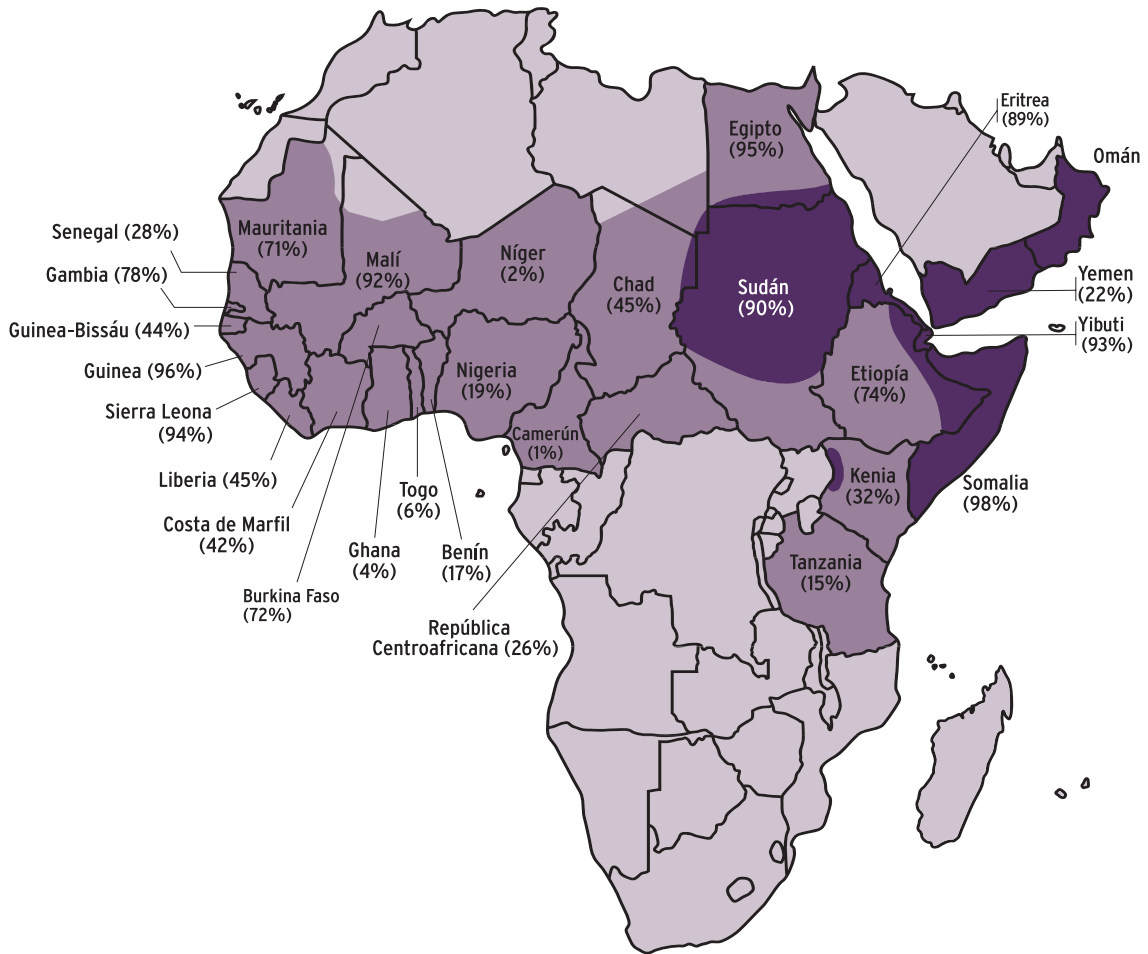 Eritrea
(89%)
Egipto
(95%)
Omán
Senegal (28%)
Mauritania
(71%)
Níger
(2%)
Malí
(92%)
Gambia (78%)
Chad
(45%)
Sudán
(90%)
Yemen
(22%)
Guinea-Bissáu (44%)
Yibuti
(93%)
Guinea (96%)
Nigeria
(19%)
Etiopía
(74%)
Sierra Leona
(94%)
Camerún
(1%)
Liberia (45%)
Kenia
(32%)
Somalia
(98%)
Togo
(6%)
Costa de Marfil
(42%)
Ghana
(4%)
Benín
(17%)
Tanzania
(15%)
Burkina Faso
(72%)
República
Centroafricana (26%)